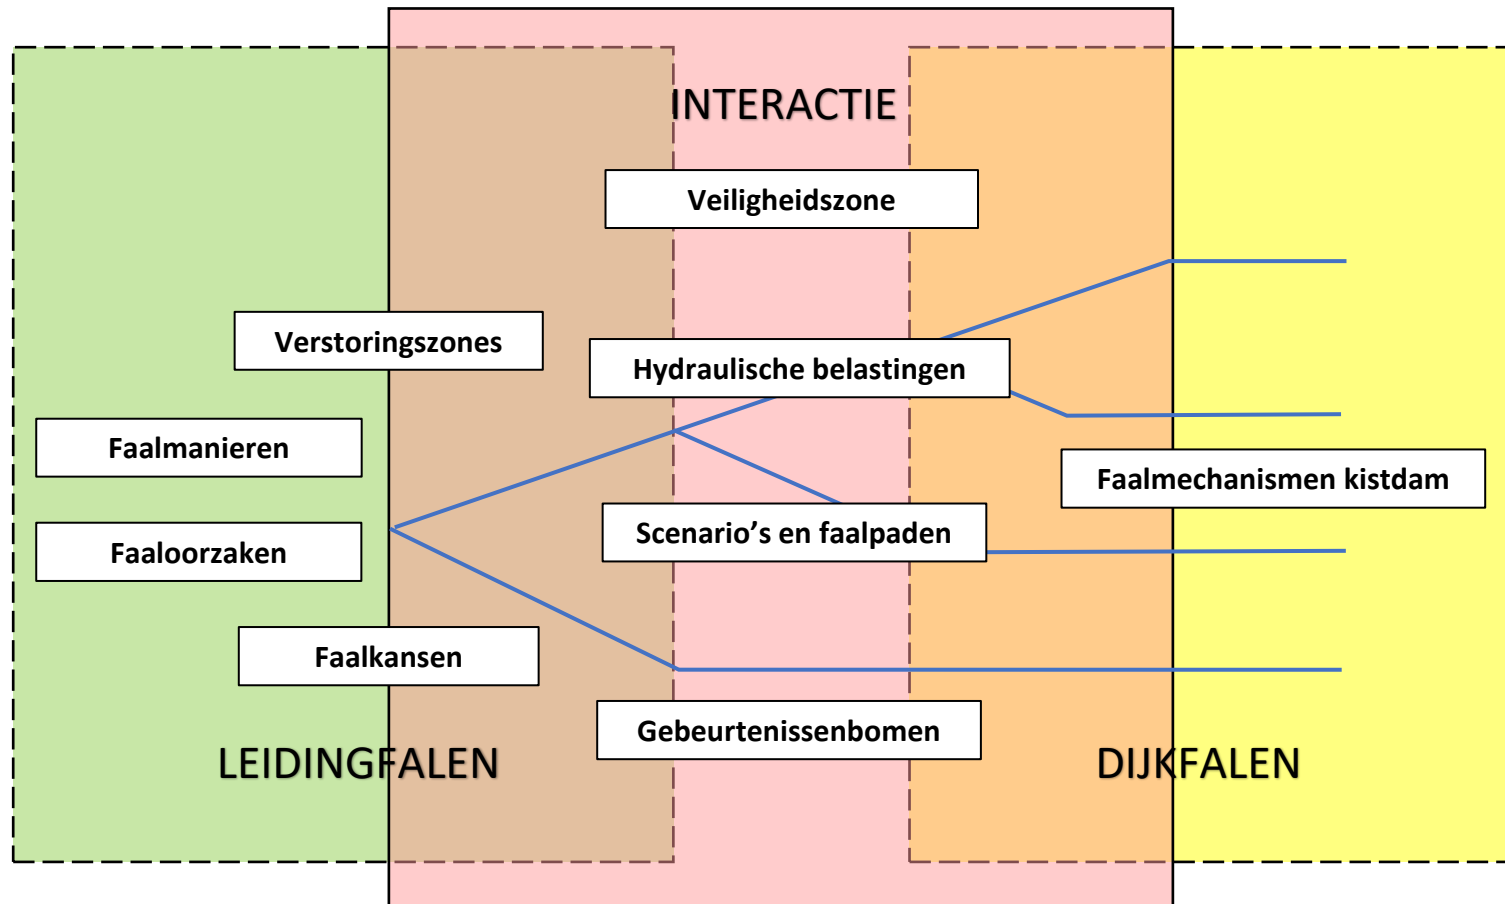 INTERACTIE
Veiligheidszone
Verstoringszones
Hydraulische belastingen
Faalmanieren
Faalmechanismen kistdam
Scenario's en faalpaden
Faaloorzaken
Faalkansen
Gebeurtenissenbomen
LEIDINGFALEN
DIJKFALEN